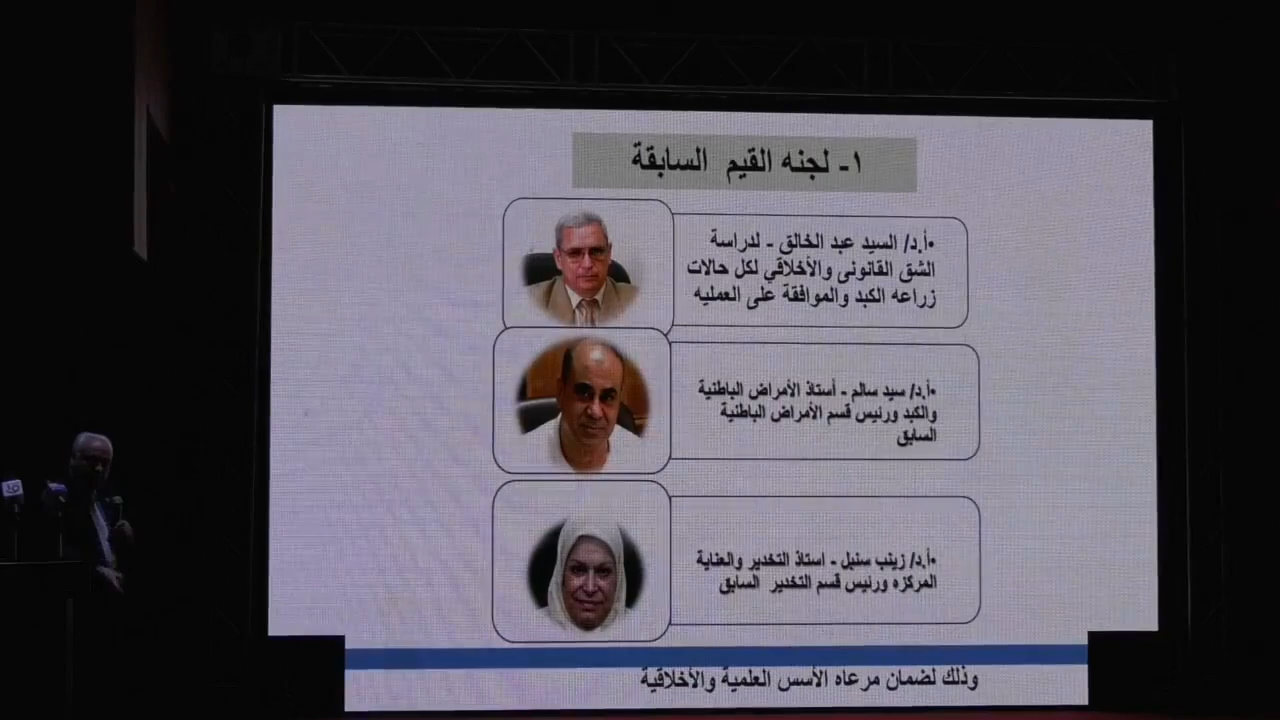 ١- لجنه القيم السابقة
•أ.د/ السيد عبد الخالق - لدراسة
الشق القانونى والأخلاقي لكل حالات
زراعه الكبد والموافقة على العمليه
•أ.د/ سيد سالم - أستاذ الأمراض الباطنية
والكبد ورئيس قسم الأمراض الباطنية
السابق
•أ.د/ زينب سنبل - استاذ التخدير والعناية
المركزه ورئيس قسم التخدير السابق
وذلك لضمان مرعاه الأسس العلمية والأخلاقية